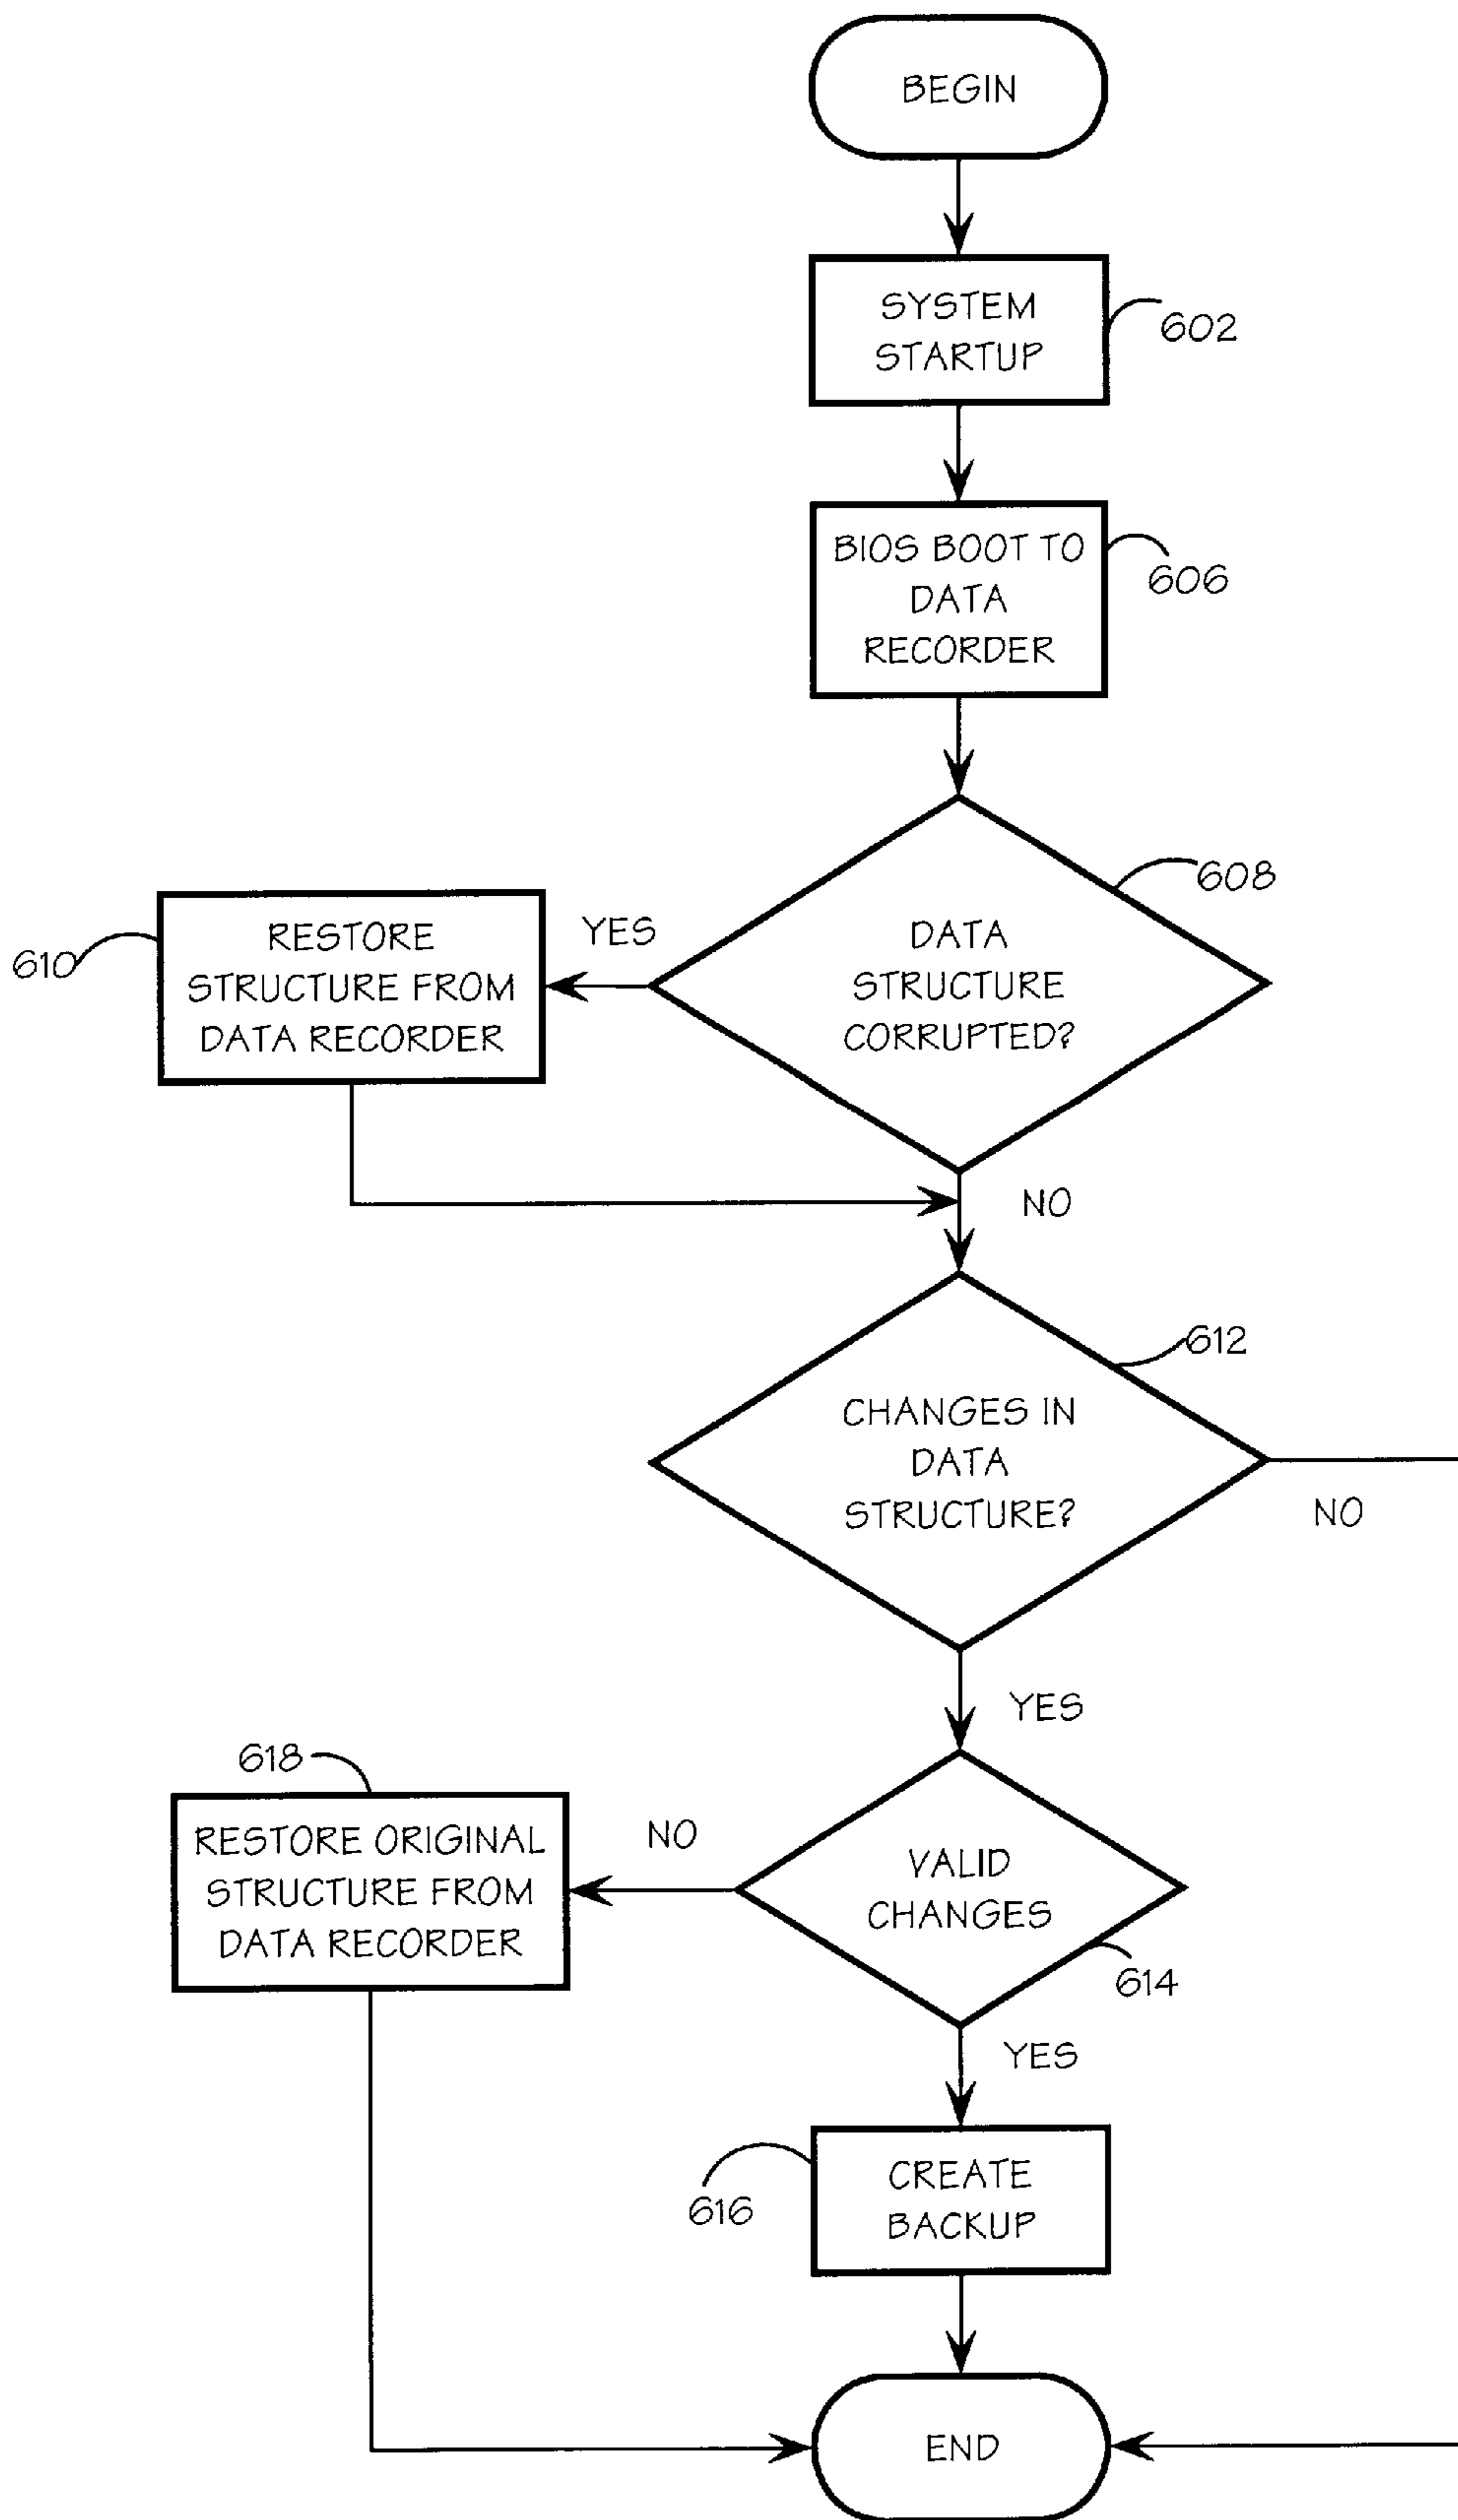 BEGIN
SYSTEM
STARTUP
602
BIOS BOOT TO
DATA
RECORDER
606
608
DATA
STRUCTURE
CORRUPTED?
YES
RESTORE
STRUCTURE FROM
DATA RECORDER
610
NO
612
CHANGES IN
DATA
STRUCTURE?
NO
YES
618
RESTORE ORIGINAL
STRUCTURE FROM
DATA RECORDER
NO
VALID
CHANGES
614
YES
CREATE
BACKUP
616
END